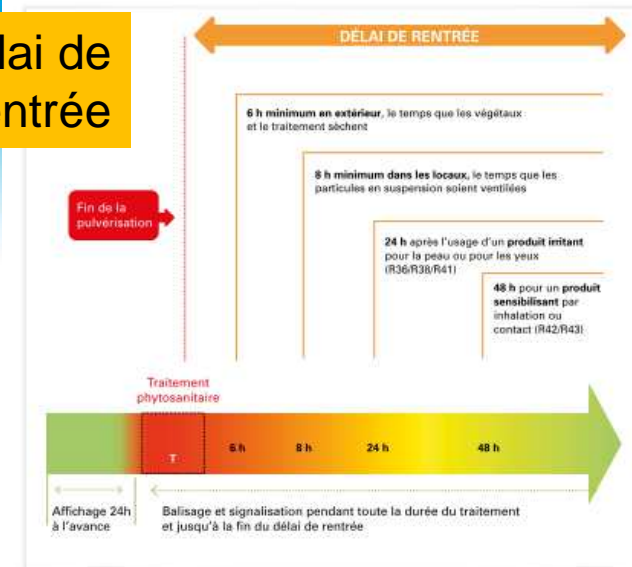 lai de
entrée
DÉLAI DE RENTRÉE
6 h minimum en extérieur, le temps que les végétaux
et le traitement sèchent
8 h minimum dans les locaux, le temps que les
particules en suspension soient ventilées
Fin de la
pulvérisation
24 h après l'usage d'un produit irritant
pour la peau ou pour les yeux
(R36/R38/R41)
48 h pour un produit
sensibilisant par
inhalation ou
contact (R42/R43)
Traitement
phytosanitaire
T
6 h
8 h
24 h
48 h
Affichage 24h
à l'avance
Balisage et signalisation pendant toute la durée du traitement
et jusqu'à la fin du délai de rentrée